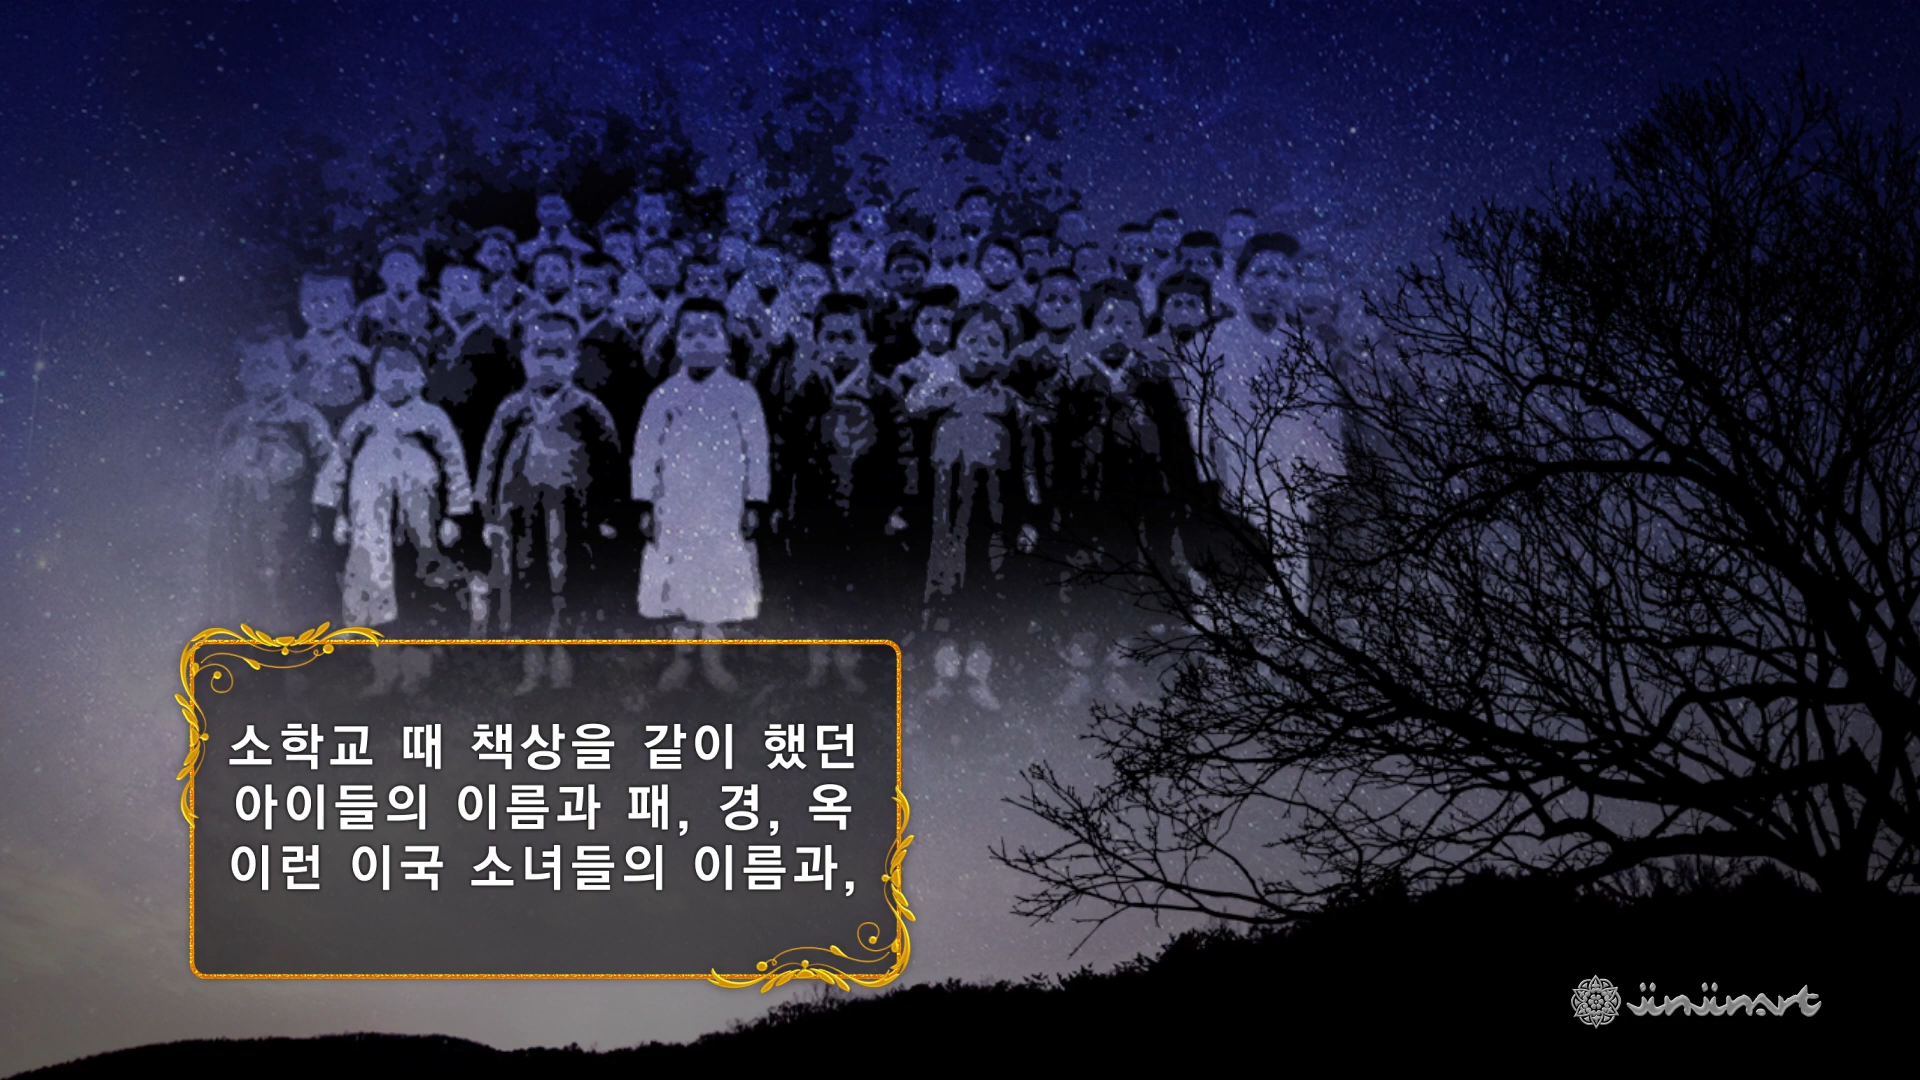 소학교 때 책상을 같이 했던
아이들의 이름과 패, 경, 옥
이런 이국 소녀들의 이름과,
jinjinart